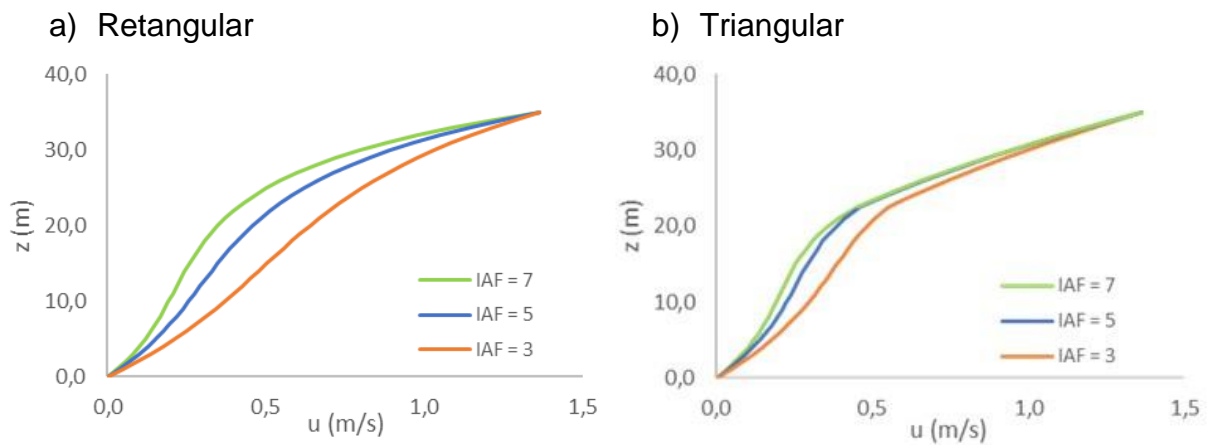 a) Retangular
40,0
30,0
20,0
10,0
0,0
z (m)
0,0 0,5 1,0 1,5
u (m/s)
IAF = 7
IAF = 5
IAF = 3
b) Triangular
40,0
30,0
20,0
10,0
0,0
z (m)
0,0 0,5 1,0 1,5
u (m/s)
IAF = 7
IAF = 5
IAF = 3